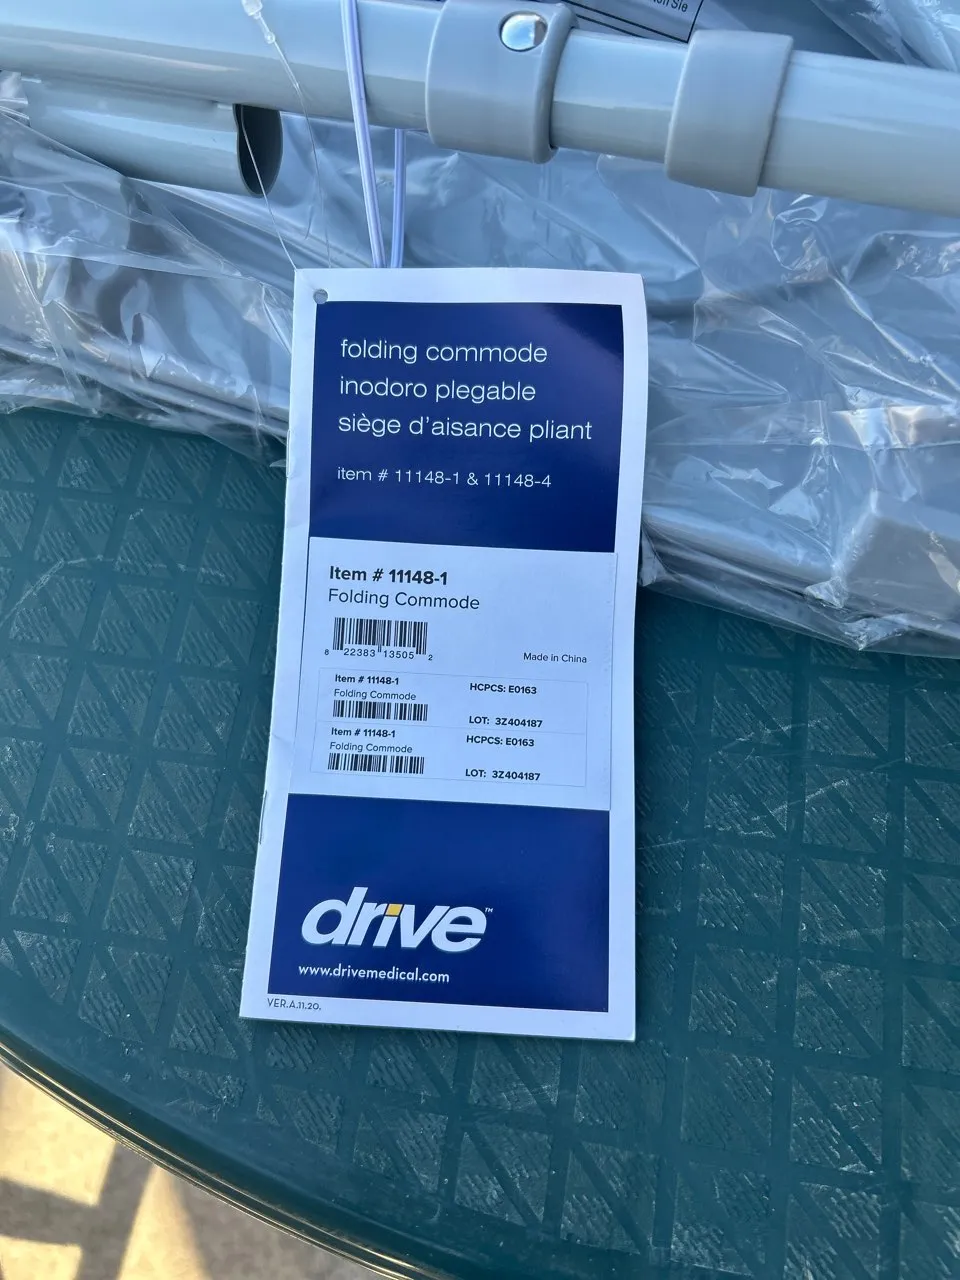 folding commode
inodoro plegable
siège d'aisance pliant
item # 11148-1 & 11148-4
Item # 11148-1
Folding Commode
8 22383 13505 2
Made in China
Item # 11148-1
Folding Commode
HCPCS: E0163
LOT: 3Z404187
Item # 11148-1
Folding Commode
HCPCS: E0163
LOT: 3Z404187
drive™
www.drivemedical.com
VER.A.11.20.